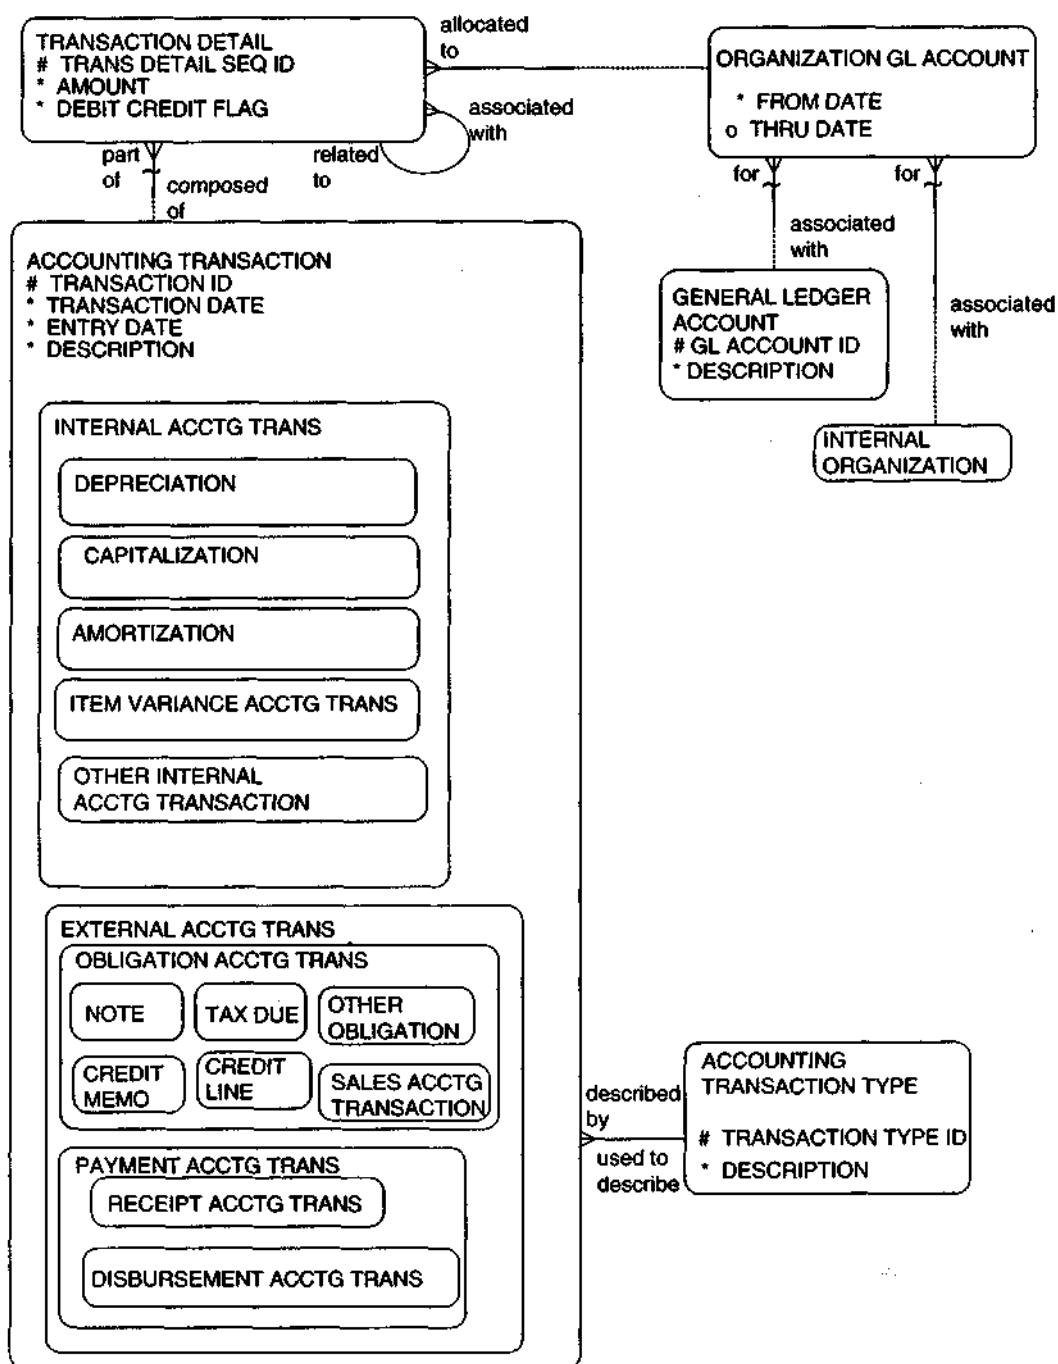 TRANSACTION DETAIL
# TRANS DETAIL SEQ ID
* AMOUNT
* DEBIT CREDIT FLAG
allocated
to
associated
with
related
to
part
of
composed
of
ORGANIZATION GL ACCOUNT
* FROM DATE
o THRU DATE
for
for
associated
with
associated
with
GENERAL LEDGER
ACCOUNT
# GL ACCOUNT ID
* DESCRIPTION
INTERNAL
ORGANIZATION
ACCOUNTING TRANSACTION
# TRANSACTION ID
* TRANSACTION DATE
* ENTRY DATE
* DESCRIPTION
INTERNAL ACCTG TRANS
DEPRECIATION
CAPITALIZATION
AMORTIZATION
ITEM VARIANCE ACCTG TRANS
OTHER INTERNAL
ACCTG TRANSACTION
EXTERNAL ACCTG TRANS
OBLIGATION ACCTG TRANS
NOTE
TAX DUE
OTHER
OBLIGATION
CREDIT
MEMO
CREDIT
LINE
SALES ACCTG
TRANSACTION
PAYMENT ACCTG TRANS
RECEIPT ACCTG TRANS
DISBURSEMENT ACCTG TRANS
described
by
used to
describe
ACCOUNTING
TRANSACTION TYPE
# TRANSACTION TYPE ID
* DESCRIPTION